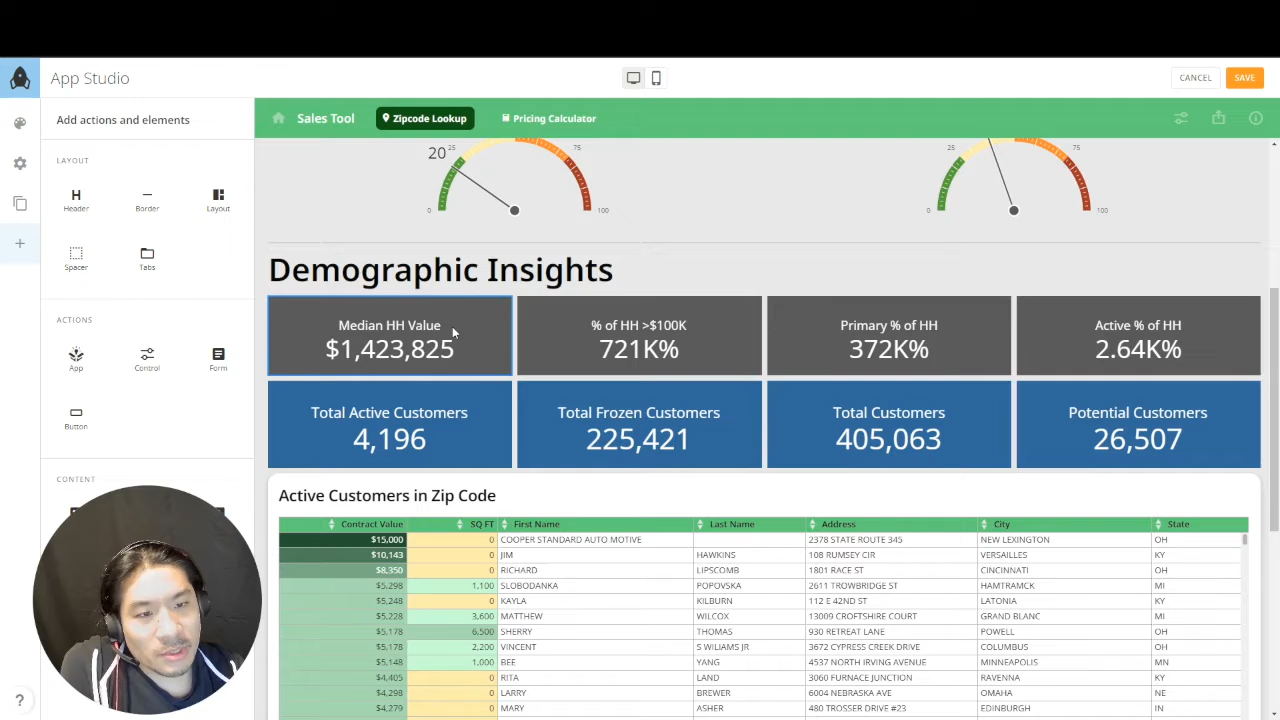 App Studio
CANCEL
SAVE
Add actions and elements
Sales Tool
Zipcode Lookup
Pricing Calculator
LAYOUT
Header
Border
Layout
Spacer
Tabs
ACTIONS
App
Control
Form
Button
CONTENT
20
0
25
75
100
0
25
75
100
Demographic Insights
Median HH Value
$1,423,825
% of HH >$100K
721K%
Primary % of HH
372K%
Active % of HH
2.64K%
Total Active Customers
4,196
Total Frozen Customers
225,421
Total Customers
405,063
Potential Customers
26,507
Active Customers in Zip Code
Contract Value SQ FT First Name Last Name Address City State
$15,000 0 COOPER STANDARD AUTO MOTIVE 2378 STATE ROUTE 345 NEW LEXINGTON OH
$10,143 0 JIM HAWKINS 108 RUMSEY CIR VERSAILLES KY
$8,350 0 RICHARD LIPSCOMB 1801 RACE ST CINCINNATI OH
$5,298 1,100 SLOBODANKA POPOVSKA 2611 TROWBRIDGE ST HAMTRAMCK MI
$5,248 0 KAYLA KILBURN 112 E 42ND ST LATONIA KY
$5,228 3,600 MATTHEW WILCOX 13009 CROFTSHIRE COURT GRAND BLANC MI
$5,178 6,500 SHERRY THOMAS 930 RETREAT LANE POWELL OH
$5,178 2,200 VINCENT S WILIAMS JR 3672 CYPRESS CREEK DRIVE COLUMBUS OH
$5,148 1,000 BEE YANG 4537 NORTH IRVING AVENUE MINNEAPOLIS MN
$4,405 0 RITA LAND 3060 FURNACE JUNCTION RAVENNA KY
$4,298 0 LARRY BREWER 6004 NEBRASKA AVE OMAHA NE
$4,279 0 MARY ASHER 480 TROSSER DRIVE #23 EDINBURGH IN
?